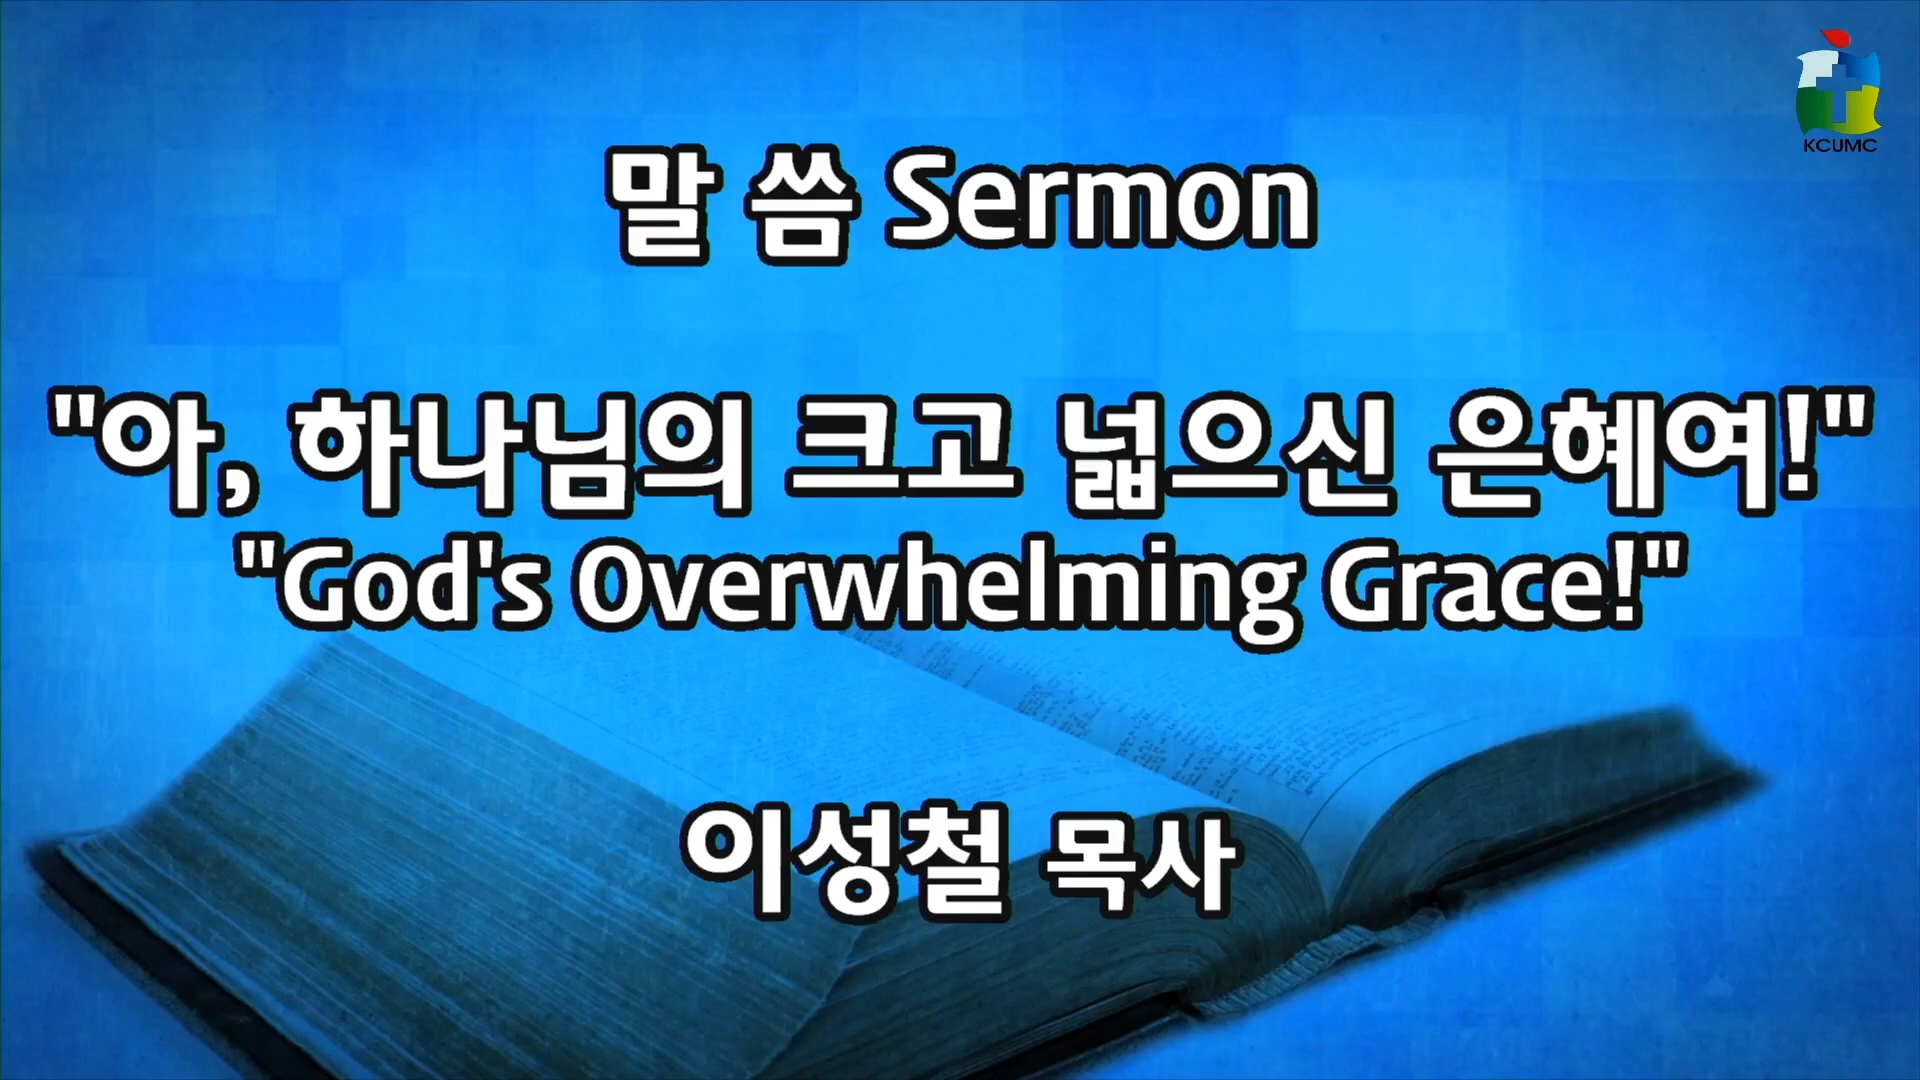 KCUMC
말 씀 Sermon
"아, 하나님의 크고 넓으신 은혜여!"
"God's Overwhelming Grace!"
이성철 목사